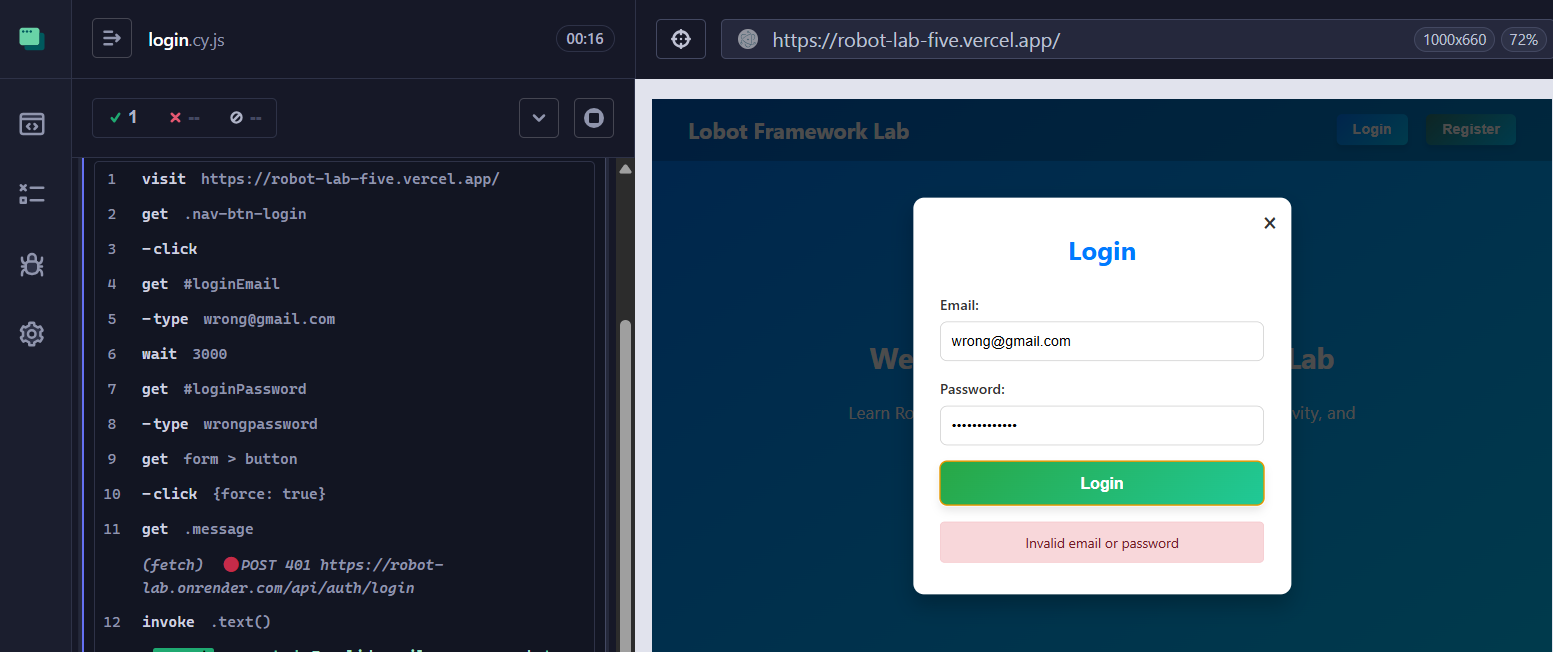 login.cy.js
00:16
https://robot-lab-five.vercel.app/
1000x660
72%
1
--
--
1 visit https://robot-lab-five.vercel.app/
2 get .nav-btn-login
3 -click
4 get #loginEmail
5 -type wrong@gmail.com
6 wait 3000
7 get #loginPassword
8 -type wrongpassword
9 get form > button
10 -click {force: true}
11 get .message
(fetch) POST 401 https://robot-
lab.onrender.com/api/auth/login
12 invoke .text()
Lobot Framework Lab
Login
Register
We
Lab
Learn Ro
vity, and
×
Login
Email:
wrong@gmail.com
Password:
•••••••••••••
Login
Invalid email or password